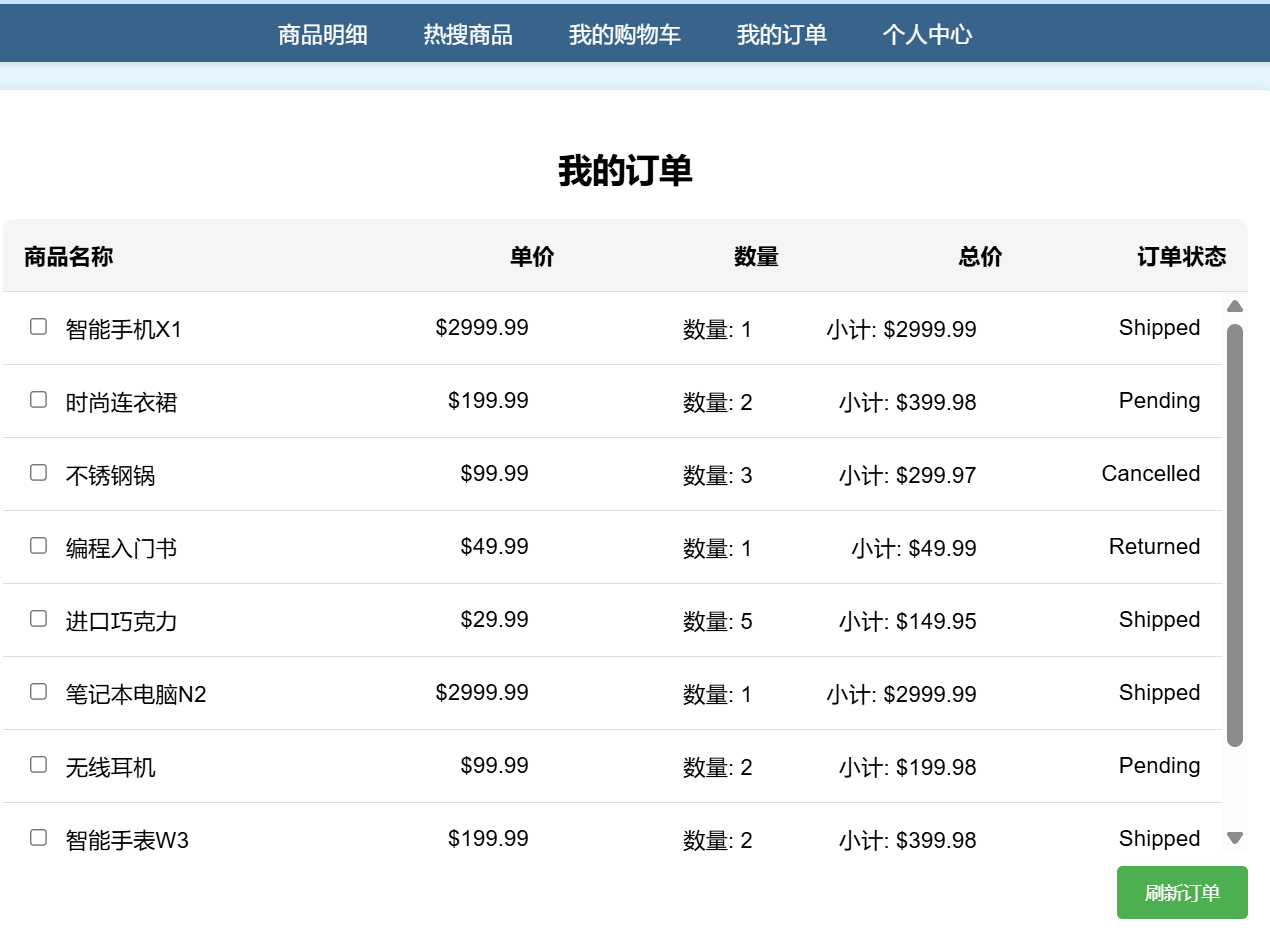 商品明细 热搜商品 我的购物车 我的订单 个人中心
我的订单
商品名称 单价 数量 总价 订单状态
智能手机X1 $2999.99 数量: 1 小计: $2999.99 Shipped
时尚连衣裙 $199.99 数量: 2 小计: $399.98 Pending
不锈钢锅 $99.99 数量: 3 小计: $299.97 Cancelled
编程入门书 $49.99 数量: 1 小计: $49.99 Returned
进口巧克力 $29.99 数量: 5 小计: $149.95 Shipped
笔记本电脑N2 $2999.99 数量: 1 小计: $2999.99 Shipped
无线耳机 $99.99 数量: 2 小计: $199.98 Pending
智能手表W3 $199.99 数量: 2 小计: $399.98 Shipped
刷新订单